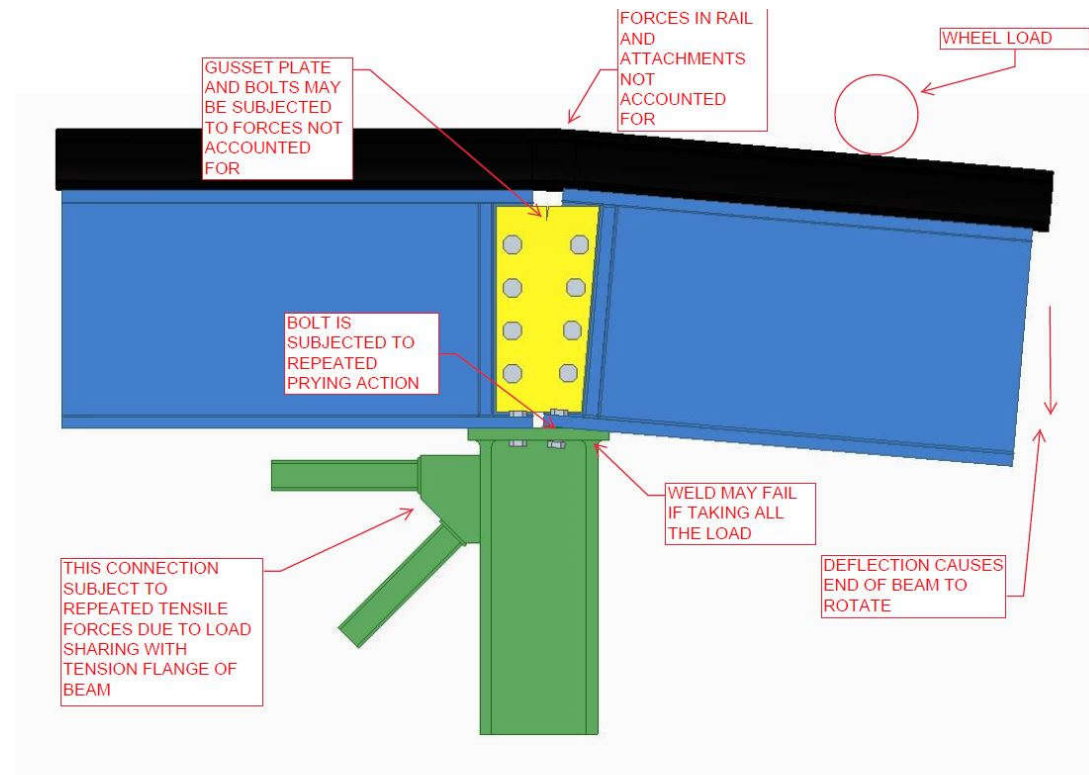 FORCES IN RAIL
AND
ATTACHMENTS
NOT
ACCOUNTED
FOR
WHEEL LOAD
GUSSET PLATE
AND BOLTS MAY
BE SUBJECTED
TO FORCES NOT
ACCOUNTED
FOR
BOLT IS
SUBJECTED TO
REPEATED
PRYING ACTION
WELD MAY FAIL
IF TAKING ALL
THE LOAD
THIS CONNECTION
SUBJECT TO
REPEATED TENSILE
FORCES DUE TO LOAD
SHARING WITH
TENSION FLANGE OF
BEAM
DEFLECTION CAUSES
END OF BEAM TO
ROTATE